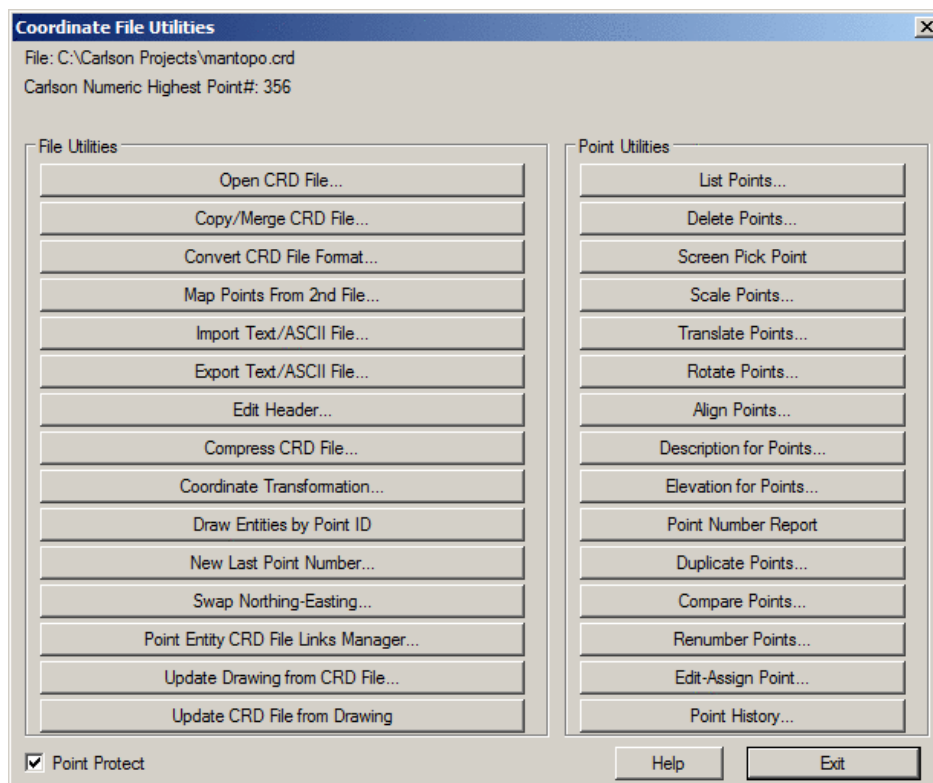 Coordinate File Utilities
File: C:\Carlson Projects\mantopo.crd
Carlson Numeric Highest Point#: 356
File Utilities
Open CRD File...
Copy/Merge CRD File...
Convert CRD File Format...
Map Points From 2nd File...
Import Text/ASCII File...
Export Text/ASCII File...
Edit Header...
Compress CRD File...
Coordinate Transformation...
Draw Entities by Point ID
New Last Point Number...
Swap Northing-Easting...
Point Entity CRD File Links Manager...
Update Drawing from CRD File...
Update CRD File from Drawing
Point Utilities
List Points...
Delete Points...
Screen Pick Point
Scale Points...
Translate Points...
Rotate Points...
Align Points...
Description for Points...
Elevation for Points...
Point Number Report
Duplicate Points...
Compare Points...
Renumber Points...
Edit-Assign Point...
Point History...
Point Protect
Help
Exit